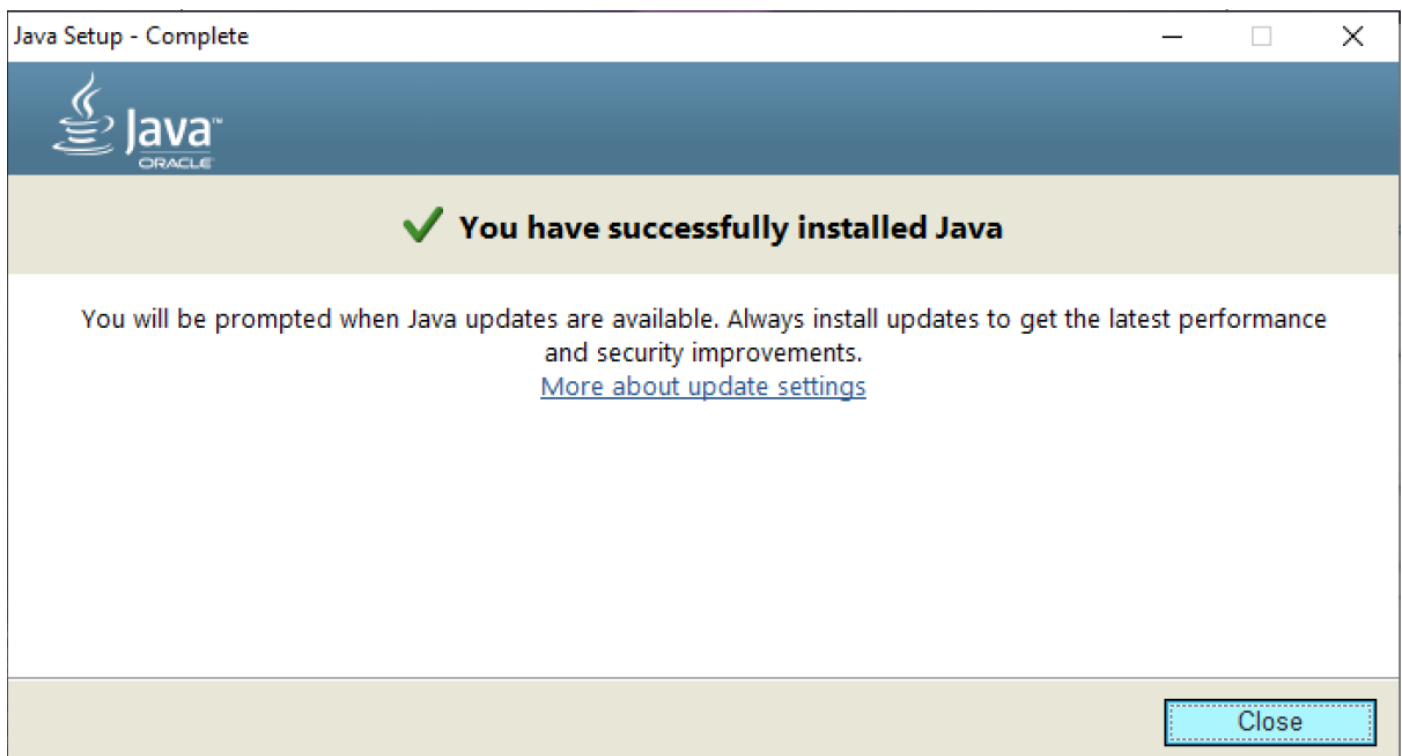 Java Setup - Complete
Java™
ORACLE
You have successfully installed Java
You will be prompted when Java updates are available. Always install updates to get the latest performance
and security improvements.
More about update settings
Close